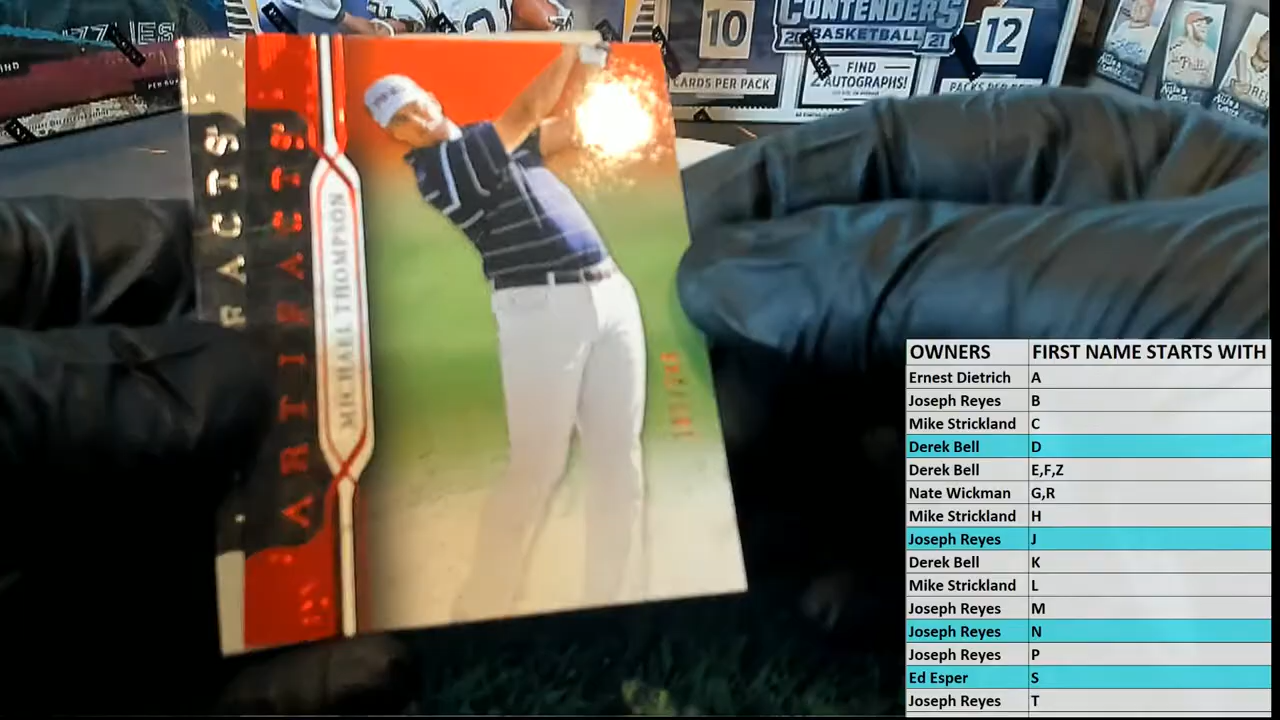 10
CARDS PER PACK
CONTENDERS
20 BASKETBALL 21
FIND
2 AUTOGRAPHS!
12
RACTS
ARTIFACTS
MICHAEL THOMPSON
OWNERS FIRST NAME STARTS WITH
Ernest Dietrich A
Joseph Reyes B
Mike Strickland C
Derek Bell D
Derek Bell E,F,Z
Nate Wickman G,R
Mike Strickland H
Joseph Reyes J
Derek Bell K
Mike Strickland L
Joseph Reyes M
Joseph Reyes N
Joseph Reyes P
Ed Esper S
Joseph Reyes T